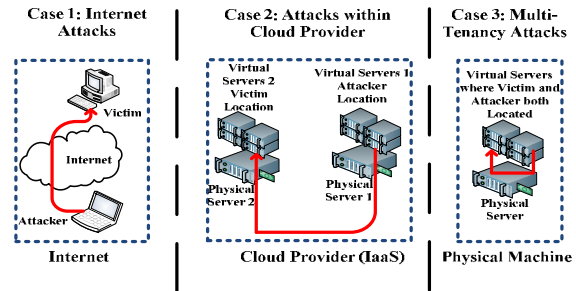 Case 1: Internet
Attacks
Victim
Internet
Attacker
Internet
Case 2: Attacks within
Cloud Provider
Virtual
Servers 2
Victim
Location
Virtual
Servers 1
Attacker
Location
Physical
Server 2
Physical
Server 1
Cloud Provider (IaaS)
Case 3: Multi-
Tenancy Attacks
Virtual Servers
where Victim and
Attacker both
Located
Physical
Server
Physical Machine